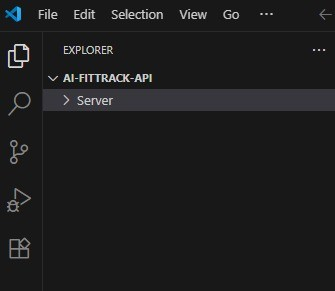 File Edit Selection View Go ···
EXPLORER ···
AI-FITTRACK-API
Server